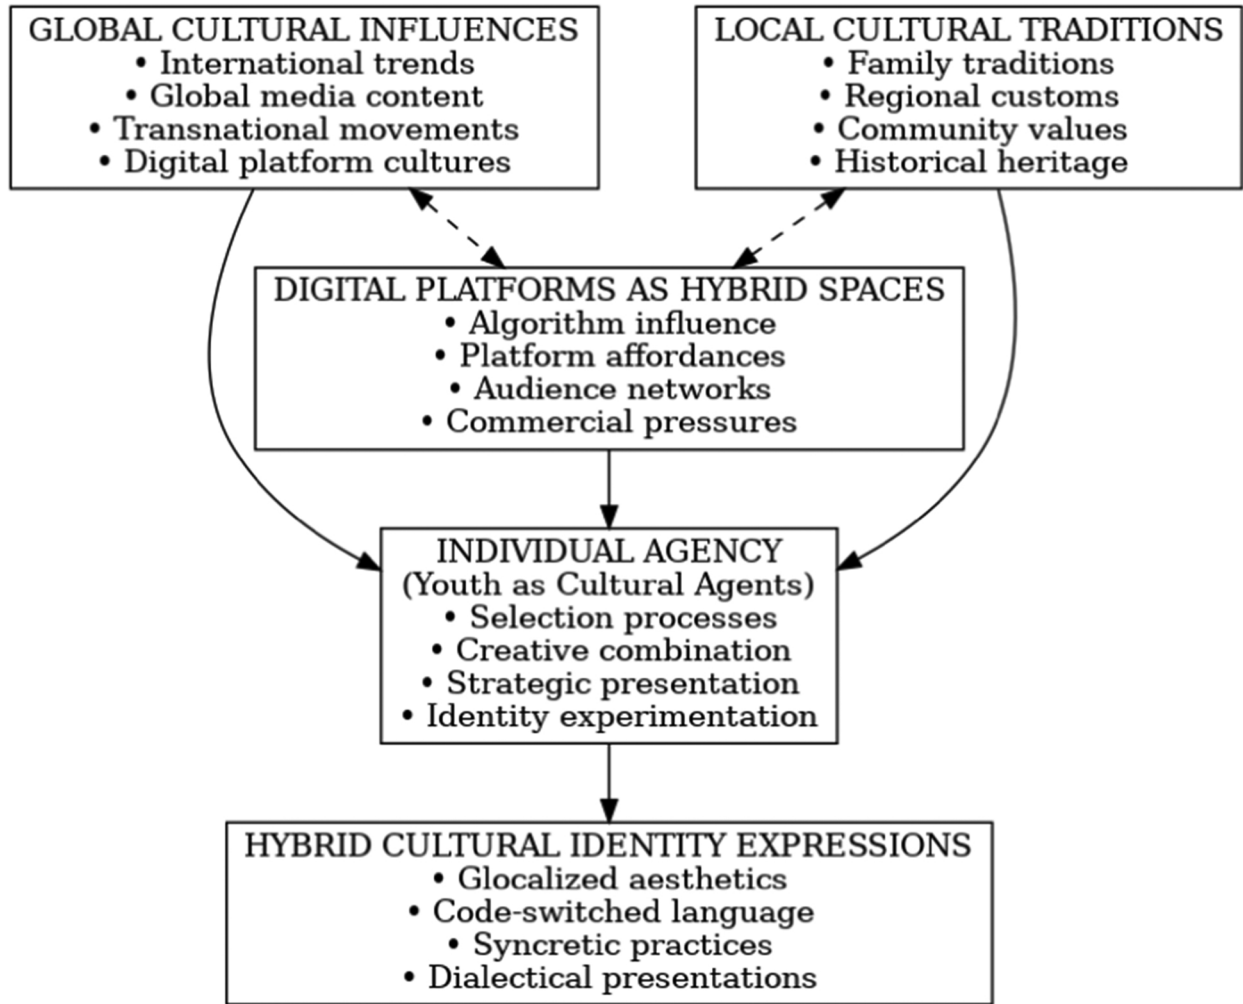 GLOBAL CULTURAL INFLUENCES
• International trends
• Global media content
• Transnational movements
• Digital platform cultures
LOCAL CULTURAL TRADITIONS
• Family traditions
• Regional customs
• Community values
• Historical heritage
DIGITAL PLATFORMS AS HYBRID SPACES
• Algorithm influence
• Platform affordances
• Audience networks
• Commercial pressures
INDIVIDUAL AGENCY
(Youth as Cultural Agents)
• Selection processes
• Creative combination
• Strategic presentation
• Identity experimentation
HYBRID CULTURAL IDENTITY EXPRESSIONS
• Glocalized aesthetics
• Code-switched language
• Syncretic practices
• Dialectical presentations